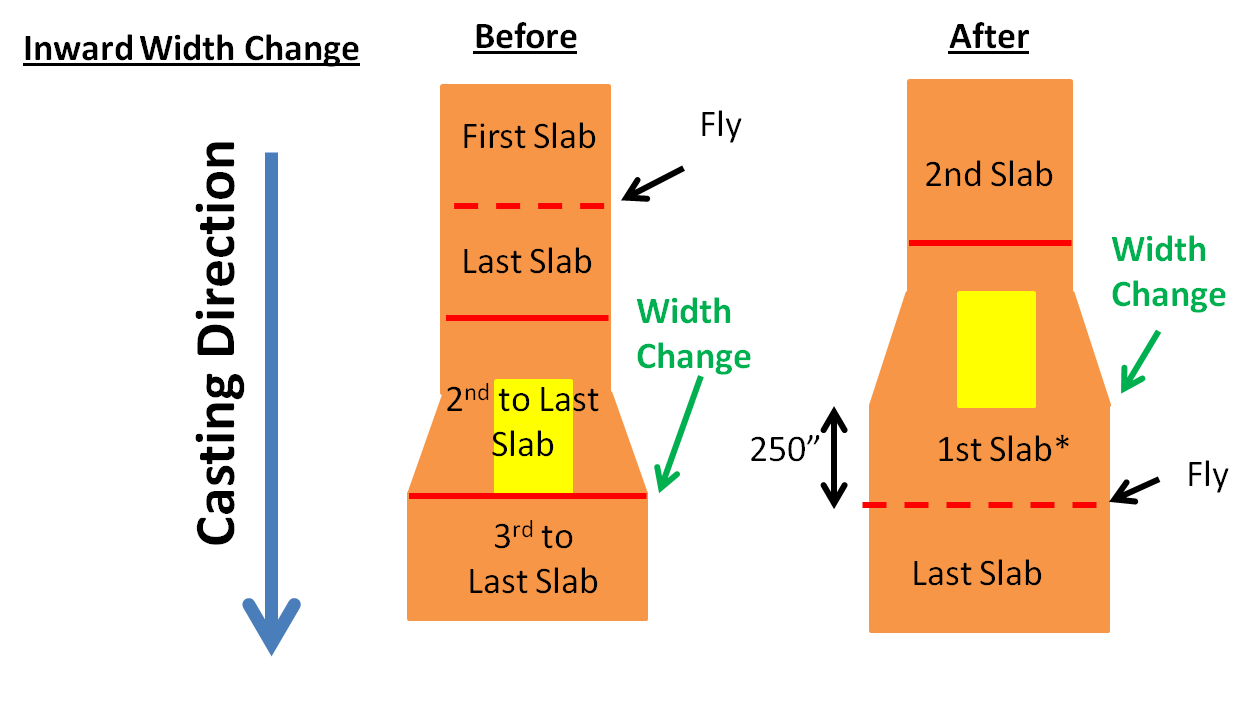 Inward Width Change
Before
After
Casting Direction
First Slab
Fly
Last Slab
Width
Change
2nd to Last
Slab
3rd to
Last Slab
2nd Slab
Width
Change
250”
1st Slab*
Fly
Last Slab